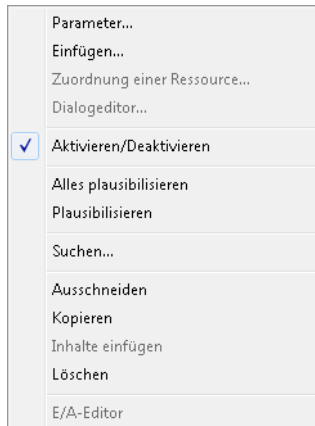 Parameter...
Einfügen...
Zuordnung einer Ressource...
Dialogeditor...
Aktivieren/Deaktivieren
Alles plausibilisieren
Plausibilisieren
Suchen...
Ausschneiden
Kopieren
Inhalte einfügen
Löschen
E/A-Editor